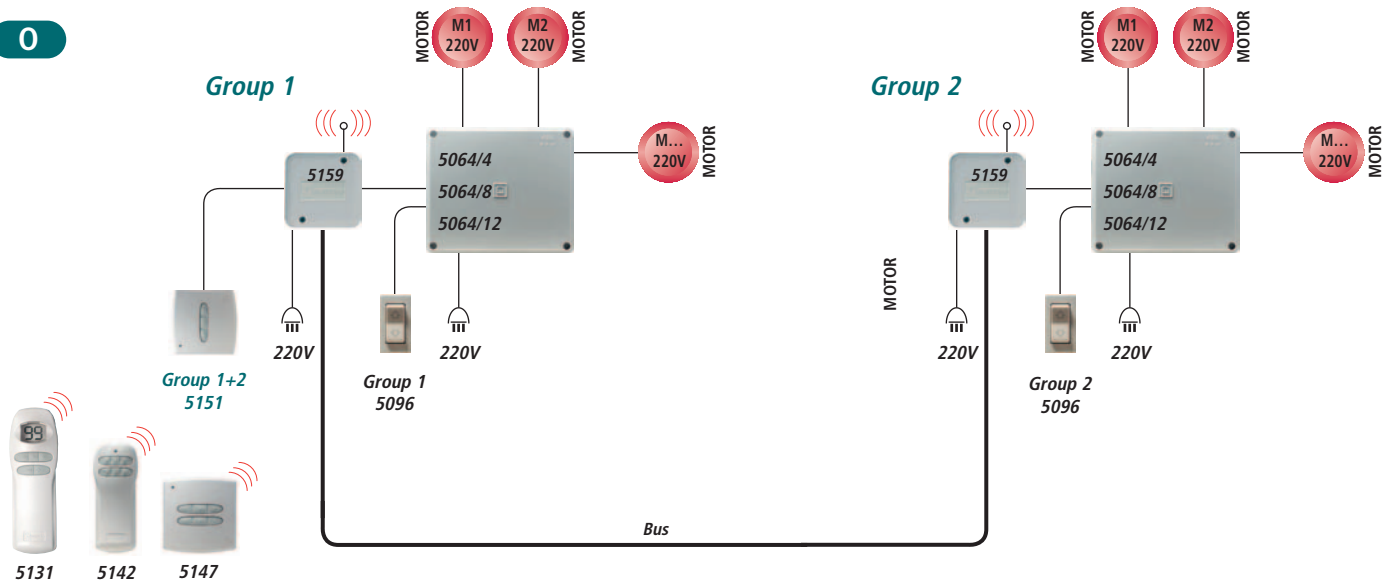 O
Group 1
MOTOR
M1
220V
M2
220V
MOTOR
M...
220V
MOTOR
5159
5064/4
5064/8
5064/12
220V
220V
Group 1+2
5151
Group 1
5096
Group 2
MOTOR
M1
220V
M2
220V
MOTOR
M...
220V
MOTOR
5159
5064/4
5064/8
5064/12
MOTOR
220V
220V
Group 2
5096
Bus
99
5131
5142
5147